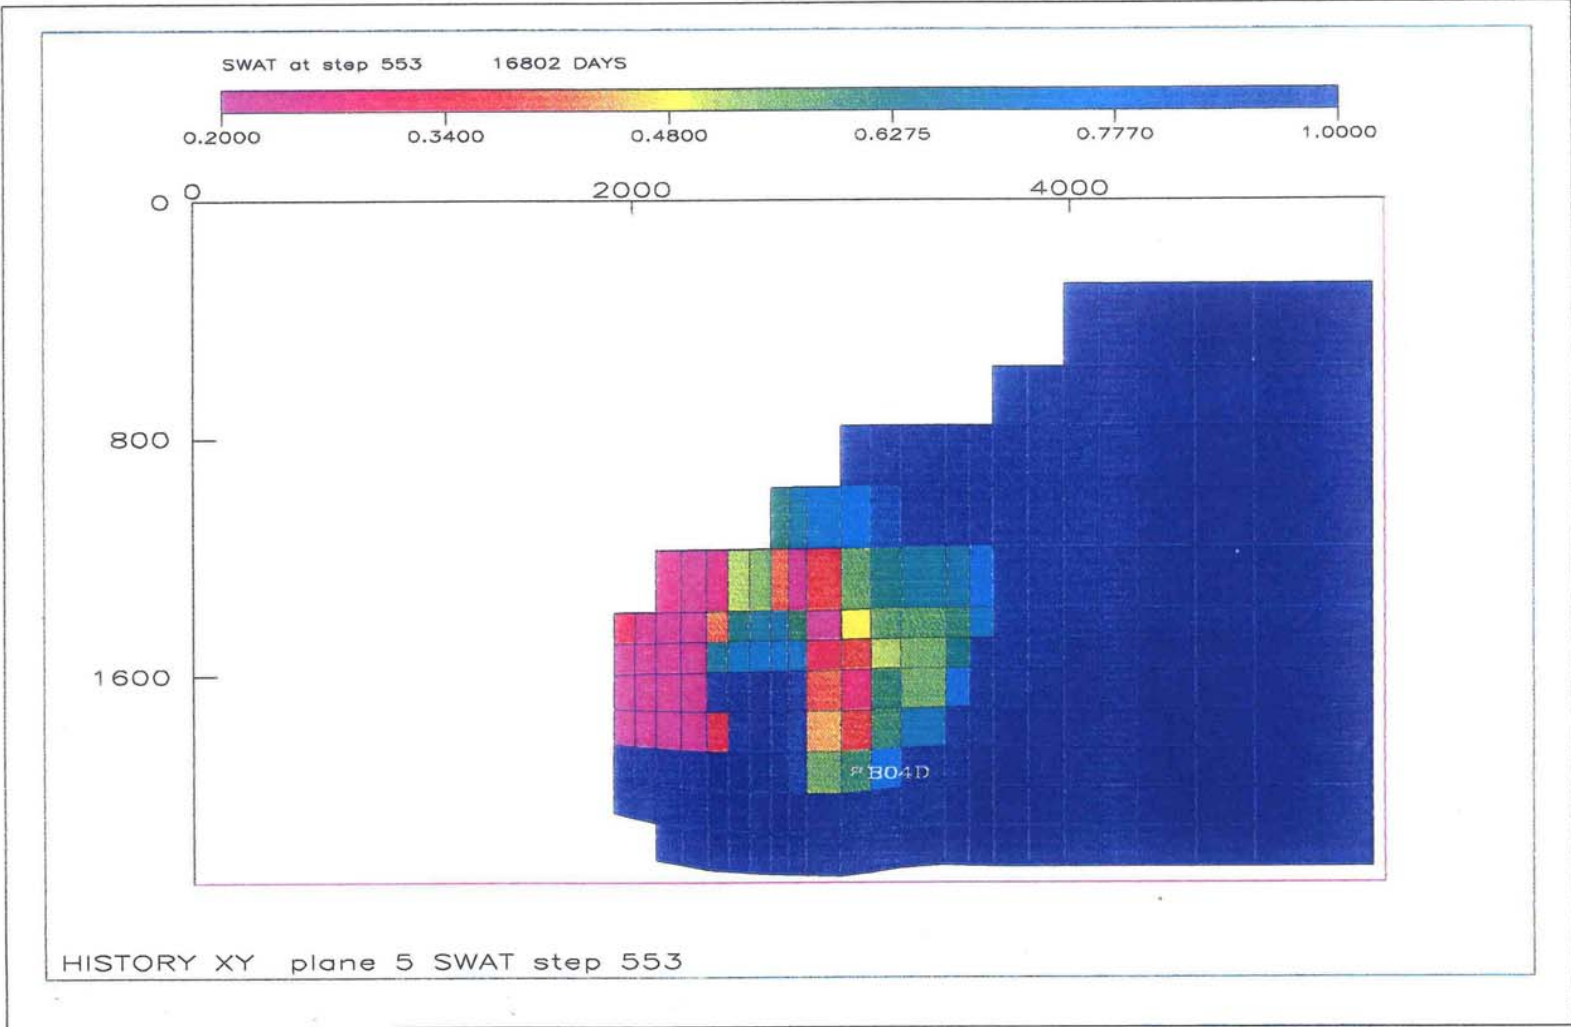 SWAT at step 553 16802 DAYS
0.2000 0.3400 0.4800 0.6275 0.7770 1.0000
0 2000 4000
0
800
1600
B04D
HISTORY XY plane 5 SWAT step 553